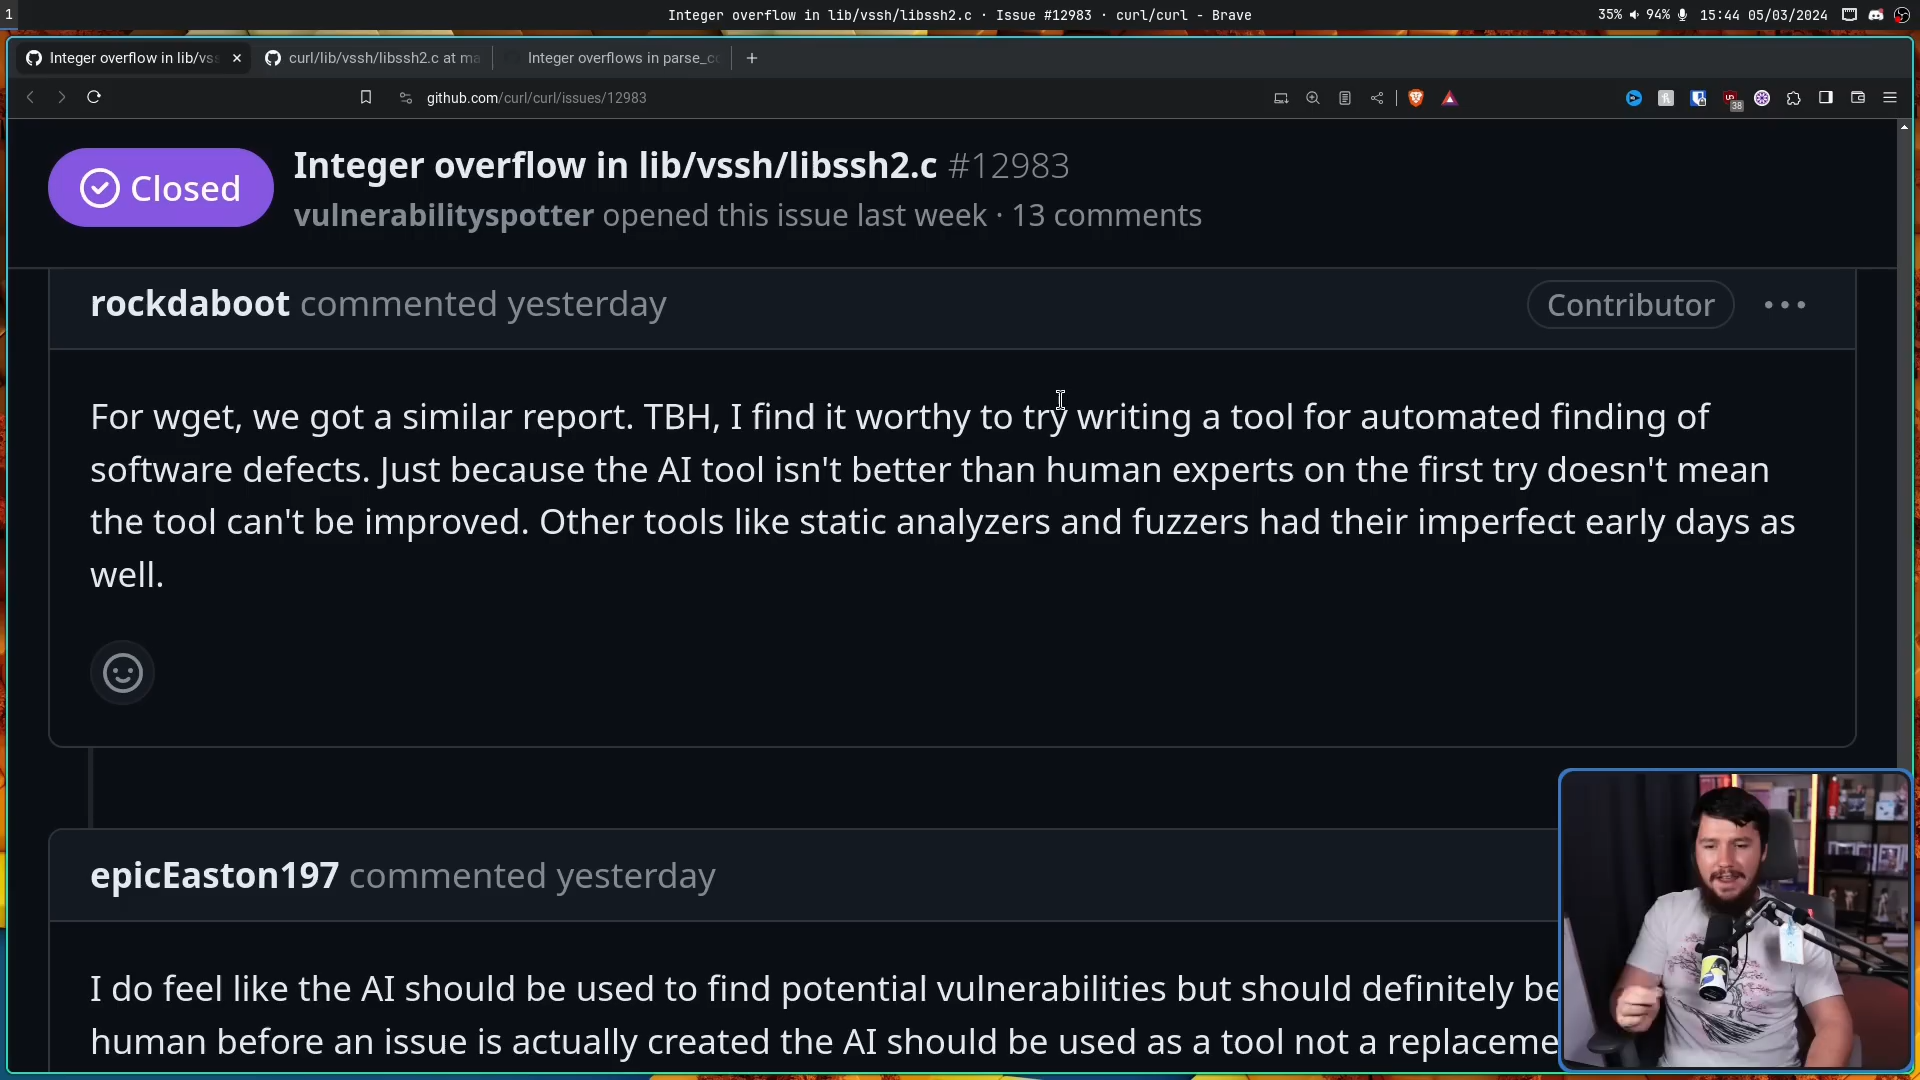 1
Integer overflow in lib/vssh/libssh2.c · Issue #12983 · curl/curl - Brave
35% 94% 15:44 05/03/2024
Integer overflow in lib/vss
curl/lib/vssh/libssh2.c at ma
Integer overflows in parse_co
github.com/curl/curl/issues/12983
38
Closed
Integer overflow in lib/vssh/libssh2.c #12983
vulnerabilityspotter opened this issue last week · 13 comments
rockdaboot commented yesterday
Contributor
For wget, we got a similar report. TBH, I find it worthy to try writing a tool for automated finding of
software defects. Just because the AI tool isn't better than human experts on the first try doesn't mean
the tool can't be improved. Other tools like static analyzers and fuzzers had their imperfect early days as
well.
epicEaston197 commented yesterday
I do feel like the AI should be used to find potential vulnerabilities but should definitely be
human before an issue is actually created the AI should be used as a tool not a replaceme